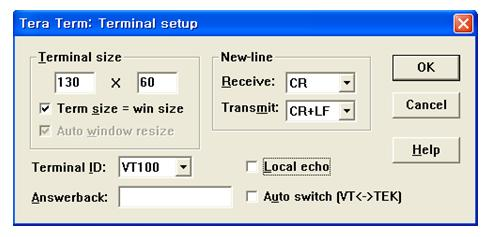 Tera Term: Terminal setup
Terminal size
130 X 60
Term size = win size
Auto window resize
New-line
Receive: CR
Transmit: CR+LF
OK
Cancel
Help
Terminal ID: VT100
Local echo
Answerback:
Auto switch (VT<->TEK)